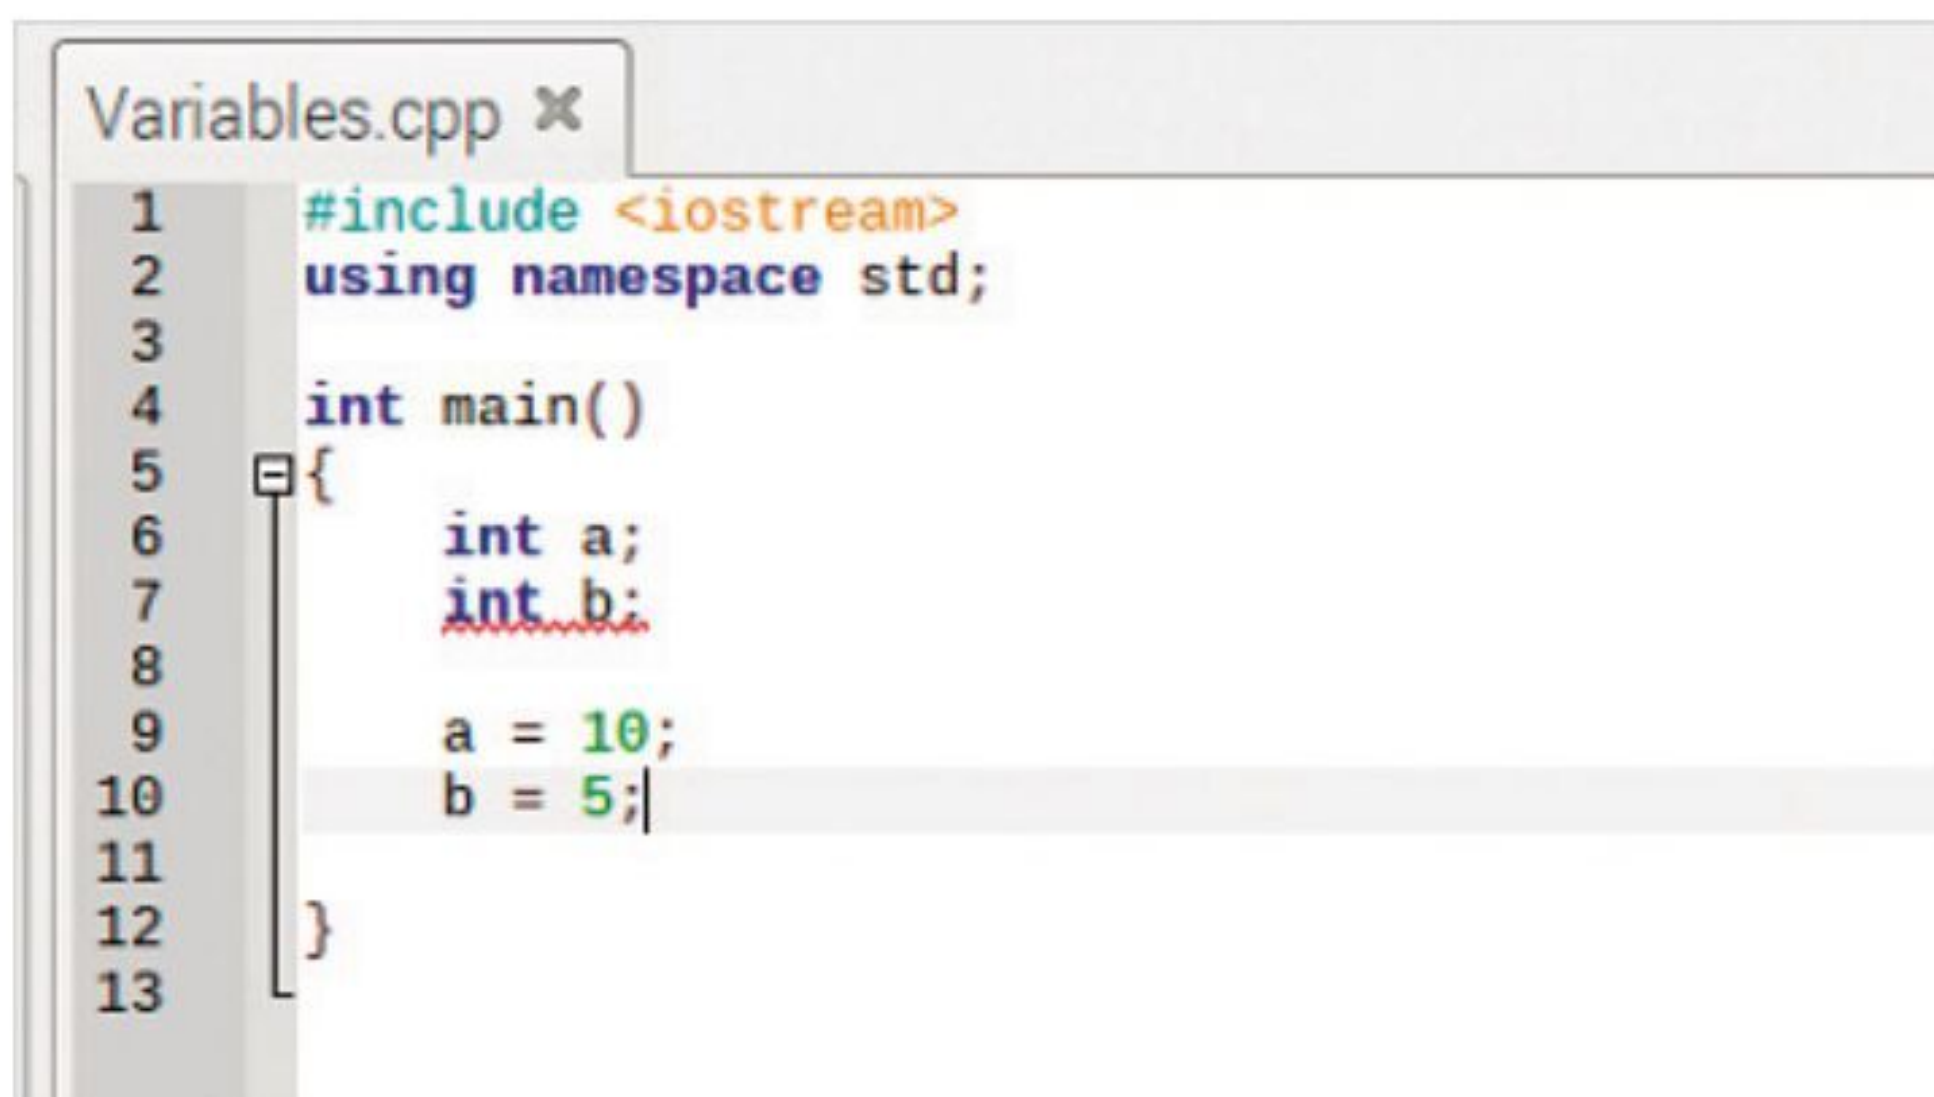 Variables.cpp ✖
1 #include <iostream>
2 using namespace std;
3
4 int main()
5 {
6 int a;
7 int b;
8
9 a = 10;
10 b = 5;
11
12 }
13